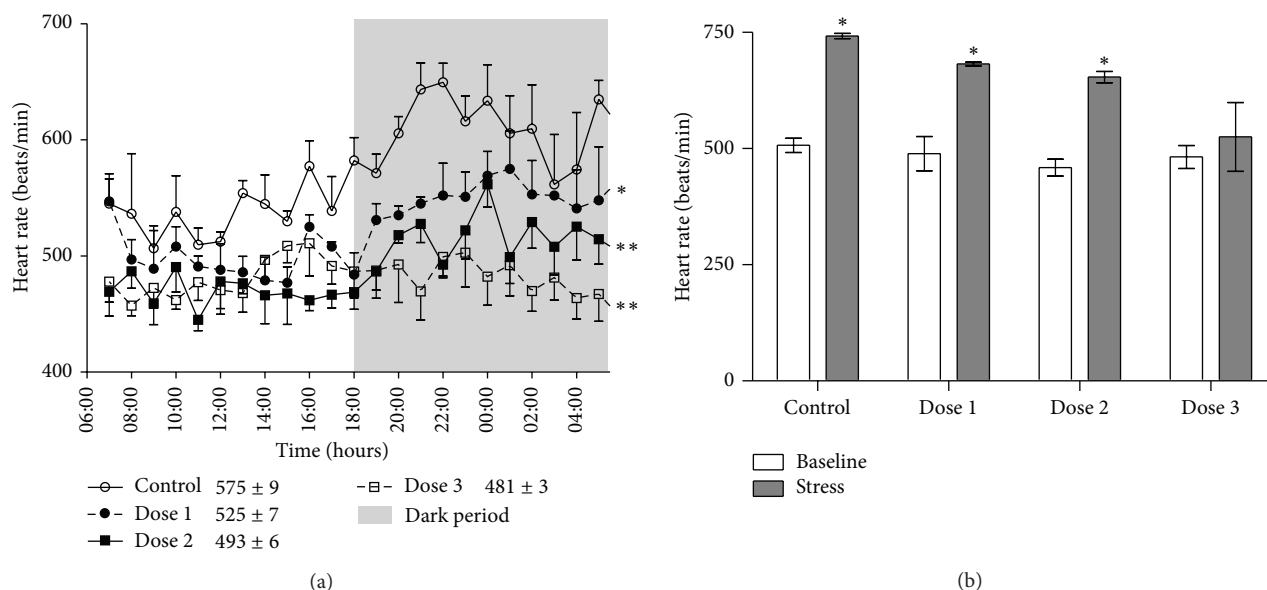 700
600
500
400
Heart rate (beats/min)
*
**
**
06:00
08:00
10:00
12:00
14:00
16:00
18:00
20:00
22:00
00:00
02:00
04:00
Time (hours)
Control 575 ± 9
Dose 1 525 ± 7
Dose 2 493 ± 6
Dose 3 481 ± 3
Dark period
(a)
750
500
250
0
Heart rate (beats/min)
*
*
*
Control
Dose 1
Dose 2
Dose 3
Baseline
Stress
(b)